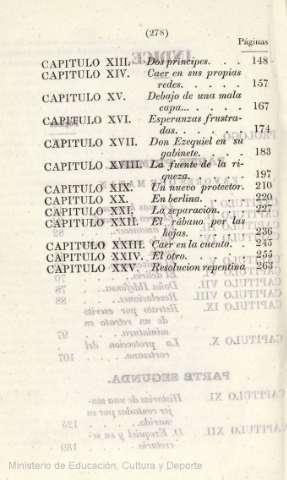 (278)
Páginas
CAPITULO XIII. Dos príncipes. . . . 148
CAPITULO XIV. Caer en sus propias
redes. . . . . . 157
CAPITULO XV. Debajo de una mala
capa... . . . . 167
CAPITULO XVI. Esperanzas frustra-
das. . . . . . . 174
CAPITULO XVII. Don Ezequiel en su
gabinete. . . . . 183
CAPITULO XVIII. La fuente de la ri-
queza. . . . . . 197
CAPITULO XIX. Un nuevo protector. 210
CAPITULO XX. En berlina. . . . . 220
CAPITULO XXI. La separacion. . . . 227
CAPITULO XXII. El rábano por las
hojas. . . . . . 236
CAPITULO XXIII. Caer en la cuenta. . 245
CAPITULO XXIV. El otro. . . . . . 255
CAPITULO XXV. Resolucion repentina 263
Ministerio de Educación, Cultura y Deporte